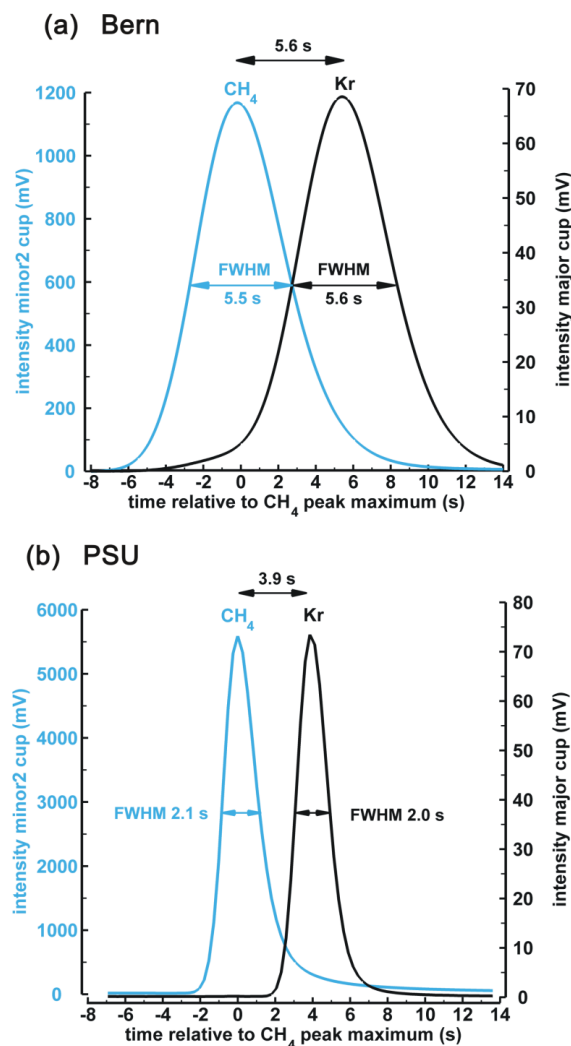 (a) Bern
5.6 s
CH4
Kr
1200
1000
800
600
400
200
0
intensity minor2 cup (mV)
FWHM
5.5 s
FWHM
5.6 s
70
60
50
40
30
20
10
0
intensity major cup (mV)
-8 -6 -4 -2 0 2 4 6 8 10 12 14
time relative to CH4 peak maximum (s)
(b) PSU
3.9 s
CH4
Kr
6000
5000
4000
3000
2000
1000
0
intensity minor2 cup (mV)
FWHM 2.1 s
FWHM 2.0 s
80
70
60
50
40
30
20
10
0
intensity major cup (mV)
-8 -6 -4 -2 0 2 4 6 8 10 12 14
time relative to CH4 peak maximum (s)